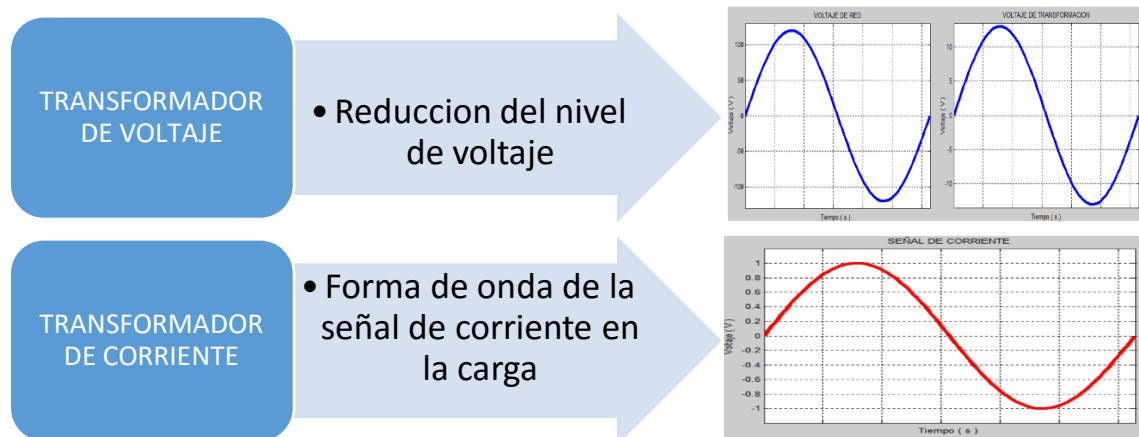 TRANSFORMADOR
DE VOLTAJE
• Reduccion del nivel
de voltaje
VOLTAJE DE RED
100
50
0
-50
-100
Voltaje ( V )
Tiempo ( s )
VOLTAJE DE TRANSFORMACION
10
5
0
-5
-10
Voltaje ( V )
Tiempo ( s )
TRANSFORMADOR
DE CORRIENTE
• Forma de onda de la
señal de corriente en
la carga
SEÑAL DE CORRIENTE
1
0.8
0.6
0.4
0.2
0
-0.2
-0.4
-0.6
-0.8
-1
Voltaje ( V )
Tiempo ( s )